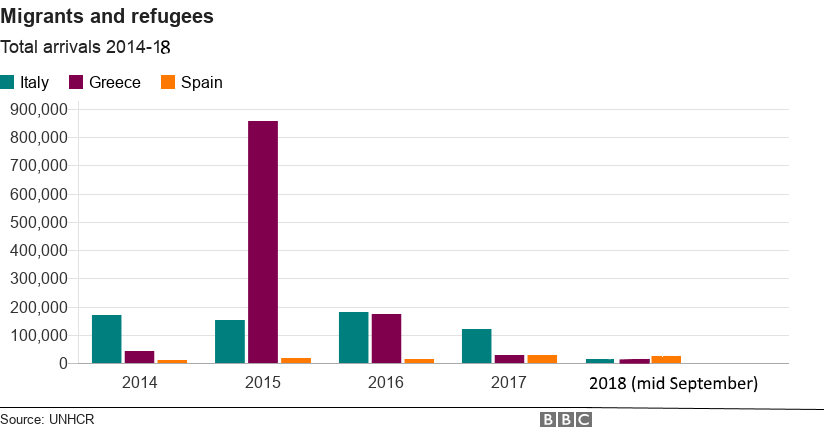 Migrants and refugees
Total arrivals 2014-18
Italy Greece Spain
900,000
800,000
700,000
600,000
500,000
400,000
300,000
200,000
100,000
0
2014 2015 2016 2017 2018 (mid September)
Source: UNHCR BBC